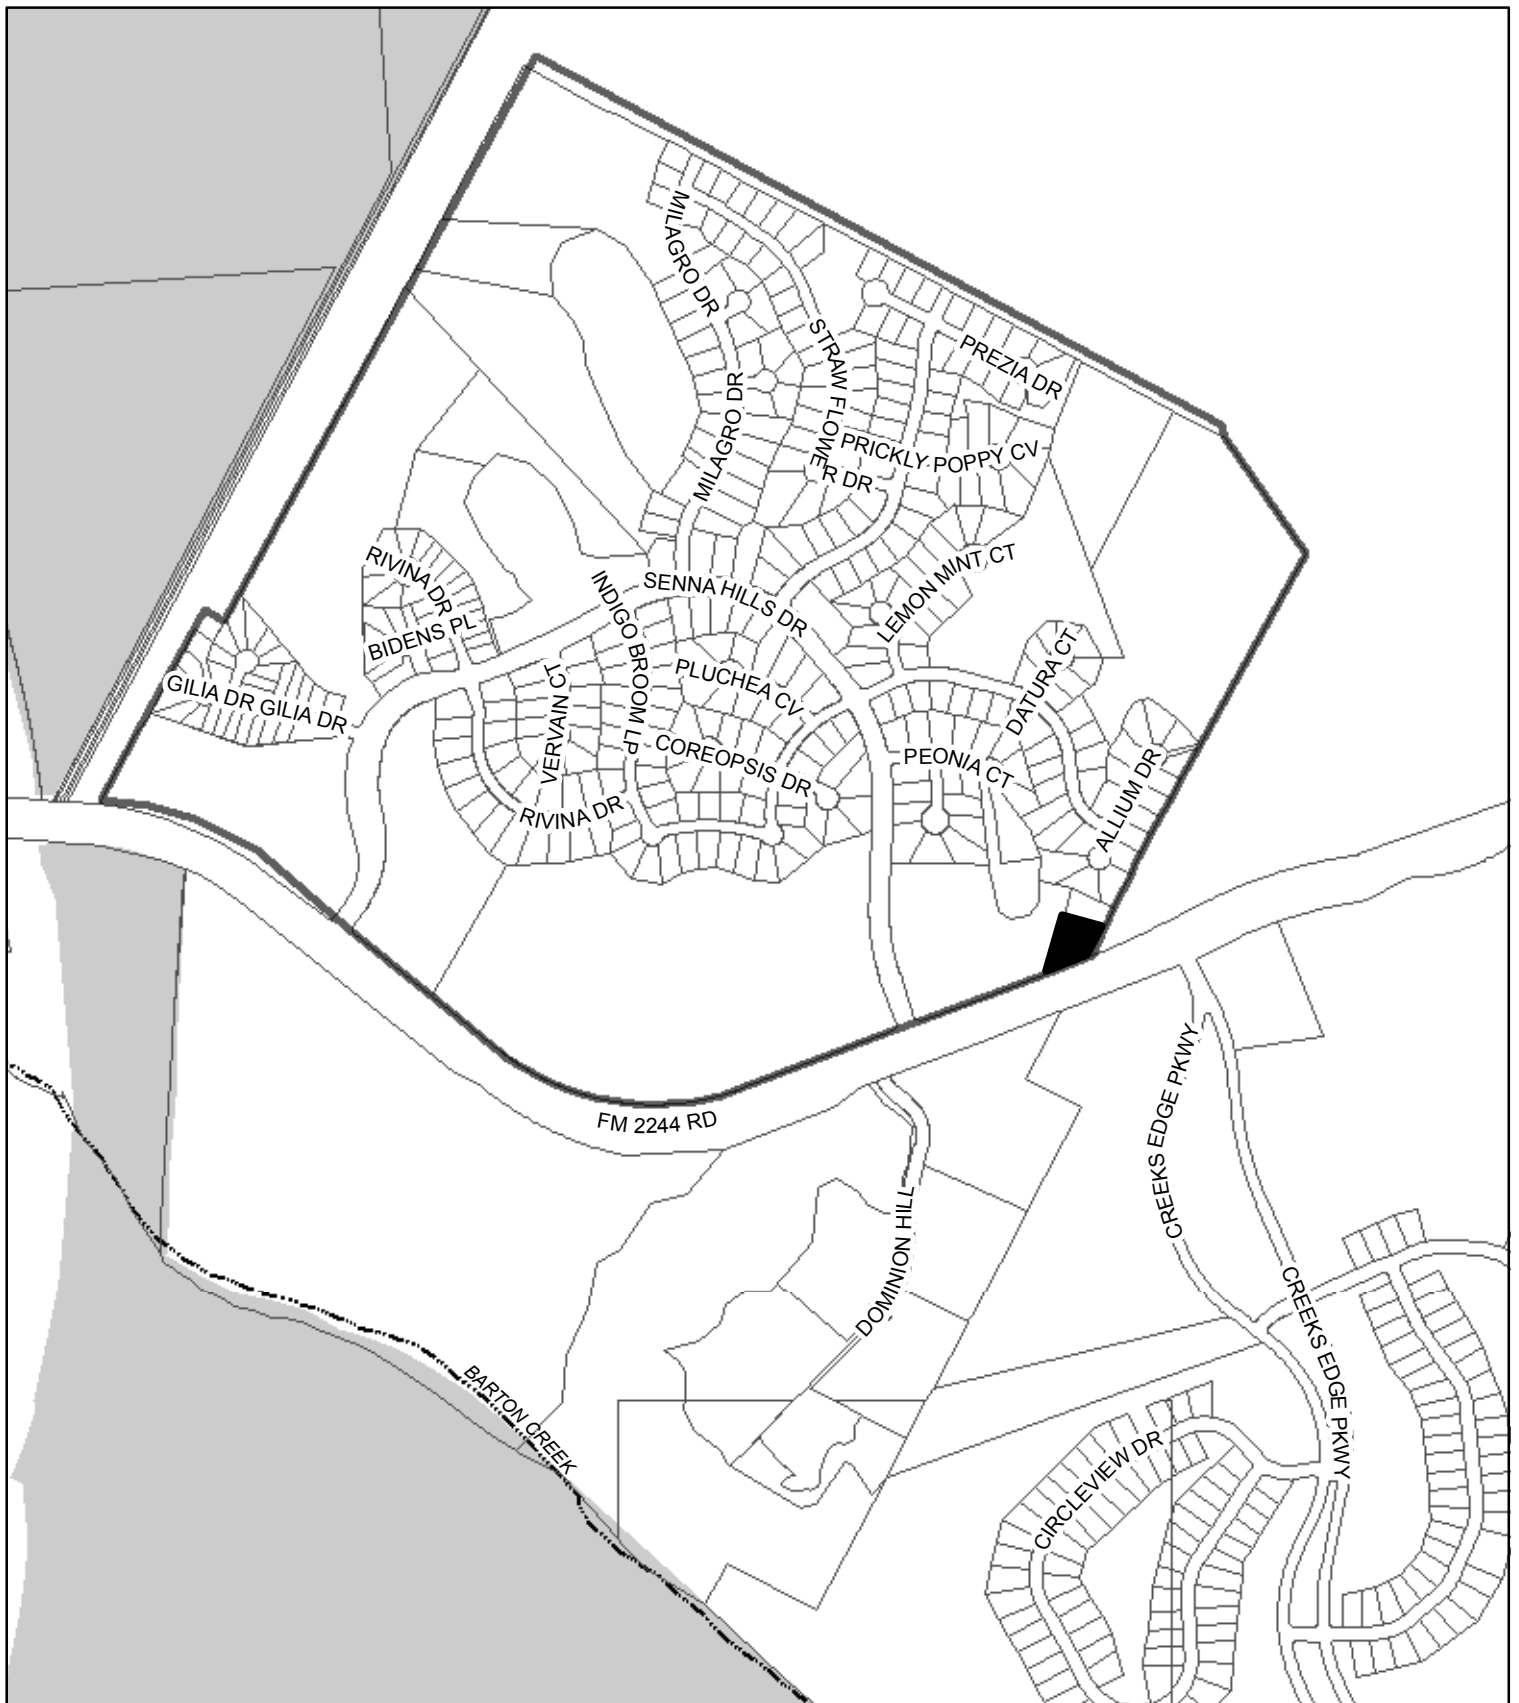 MILAGRO DR
STRAW FLOWER DR
PREZIA DR
MILAGRO DR
PRICKLY POPPY CV
RIVINA DR
BIDENS PL
INDIGO BROOM LP
SENNA HILLS DR
LEMON MINT CT
GILIA DR
GILIA DR
VERVAIN CT
PLUCHEA CV
DATURA CT
COREOPSIS DR
PEONIA CT
ALLIUM DR
RIVINA DR
FM 2244 RD
CREEKS EDGE PKWY
DOMINION HILL
CREEKS EDGE PKWY
BARTON CREEK
CIRCLEVIEW DR